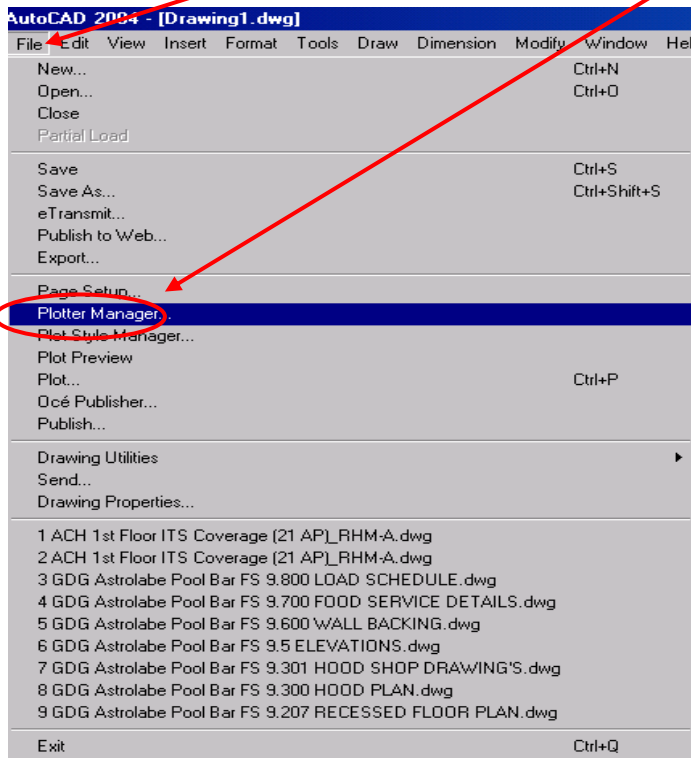 AutoCAD 2004 - [Drawing1.dwg]
File Edit View Insert Format Tools Draw Dimension Modify Window Hel
New... Ctrl+N
Open... Ctrl+O
Close
Partial Load
Save Ctrl+S
Save As... Ctrl+Shift+S
eTransmit...
Publish to Web...
Export...
Page Setup...
Plotter Manager...
Plot Style Manager...
Plot Preview
Plot... Ctrl+P
Océ Publisher...
Publish...
Drawing Utilities
Send...
Drawing Properties...
1 ACH 1st Floor ITS Coverage (21 AP)_RHM-A.dwg
2 ACH 1st Floor ITS Coverage (21 AP)_RHM-A.dwg
3 GDG Astrolabe Pool Bar FS 9.800 LOAD SCHEDULE.dwg
4 GDG Astrolabe Pool Bar FS 9.700 FOOD SERVICE DETAILS.dwg
5 GDG Astrolabe Pool Bar FS 9.600 WALL BACKING.dwg
6 GDG Astrolabe Pool Bar FS 9.5 ELEVATIONS.dwg
7 GDG Astrolabe Pool Bar FS 9.301 HOOD SHOP DRAWING'S.dwg
8 GDG Astrolabe Pool Bar FS 9.300 HOOD PLAN.dwg
9 GDG Astrolabe Pool Bar FS 9.207 RECESSED FLOOR PLAN.dwg
Exit Ctrl+Q